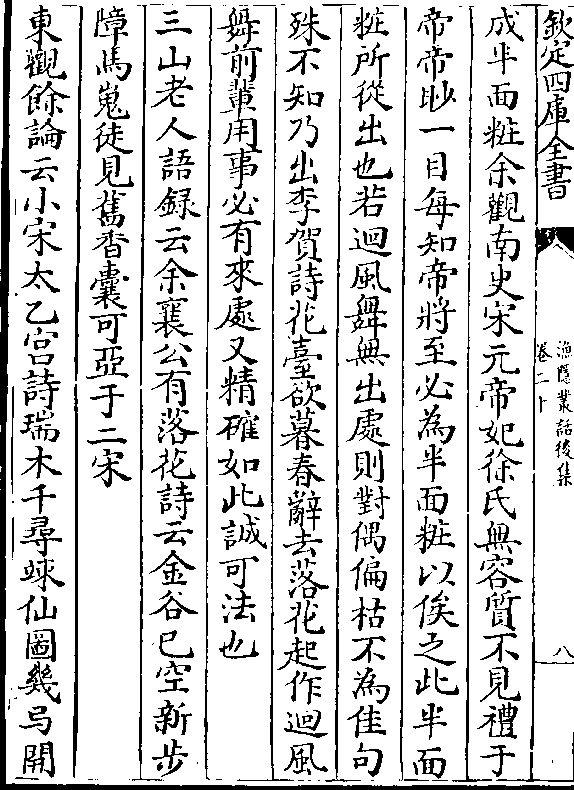 欽定四庫全書
漁隱叢話後集
卷二十
八
成半面粧余觀南史宋元帝妃徐氏無容質不見禮于
帝帝眇一目每知帝將至必為半面粧以俟之此半面
粧所從出也若迴風舞無出處則對偶偏枯不為佳句
殊不知乃出李賀詩花臺欲暮春辭去落花起作迴風
舞前輩用事必有來處又精確如此誠可法也
三山老人語録云余襄公有落花詩云金谷已空新步
障馬嵬徒見舊香囊可亞于二宋
東觀餘論云小宋太乙宫詩瑞木千尋竦仙圖幾弓開